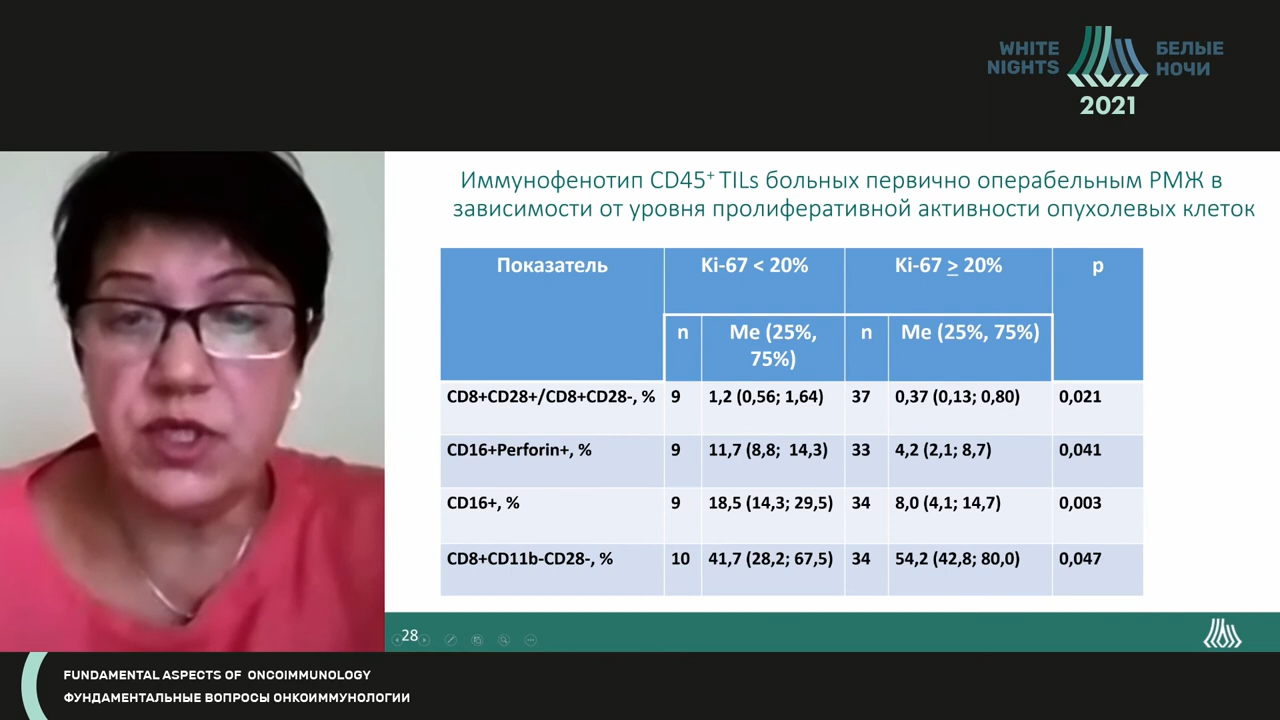 WHITE
NIGHTS
БЕЛЫЕ
НОЧИ
2021
Иммунофенотип CD45⁺ TILs больных первично операбельным РМЖ в
зависимости от уровня пролиферативной активности опухолевых клеток
Показатель Ki-67 < 20% Ki-67 ≥ 20% p
n Me (25%, 75%) n Me (25%, 75%)
CD8+CD28+/CD8+CD28-, % 9 1,2 (0,56; 1,64) 37 0,37 (0,13; 0,80) 0,021
CD16+Perforin+, % 9 11,7 (8,8; 14,3) 33 4,2 (2,1; 8,7) 0,041
CD16+, % 9 18,5 (14,3; 29,5) 34 8,0 (4,1; 14,7) 0,003
CD8+CD11b-CD28-, % 10 41,7 (28,2; 67,5) 34 54,2 (42,8; 80,0) 0,047
28
FUNDAMENTAL ASPECTS OF ONCOIMMUNOLOGY
ФУНДАМЕНТАЛЬНЫЕ ВОПРОСЫ ОНКОИММУНОЛОГИИ